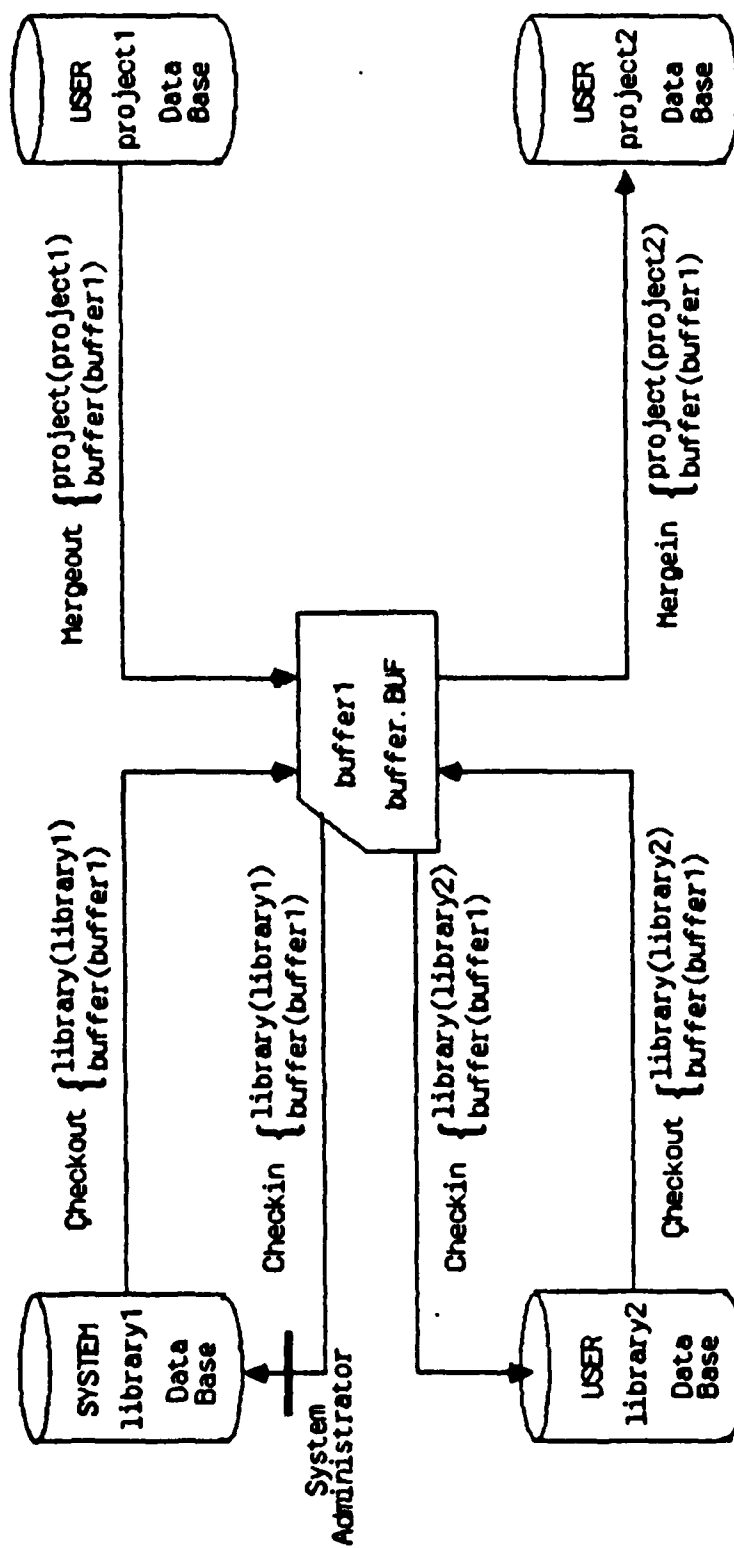 SYSTEM
library1
Data
Base
Checkout {library(library1)
buffer(buffer1)
Mergeout {project(project1)
buffer(buffer1)
USER
project1
Data
Base
System
Administrator
Checkin {library(library1)
buffer(buffer1)
buffer1
buffer.BUF
Checkin {library(library2)
buffer(buffer1)
USER
library2
Data
Base
Checkout {library(library2)
buffer(buffer1)
Mergein {project(project2)
buffer(buffer1)
USER
project2
Data
Base